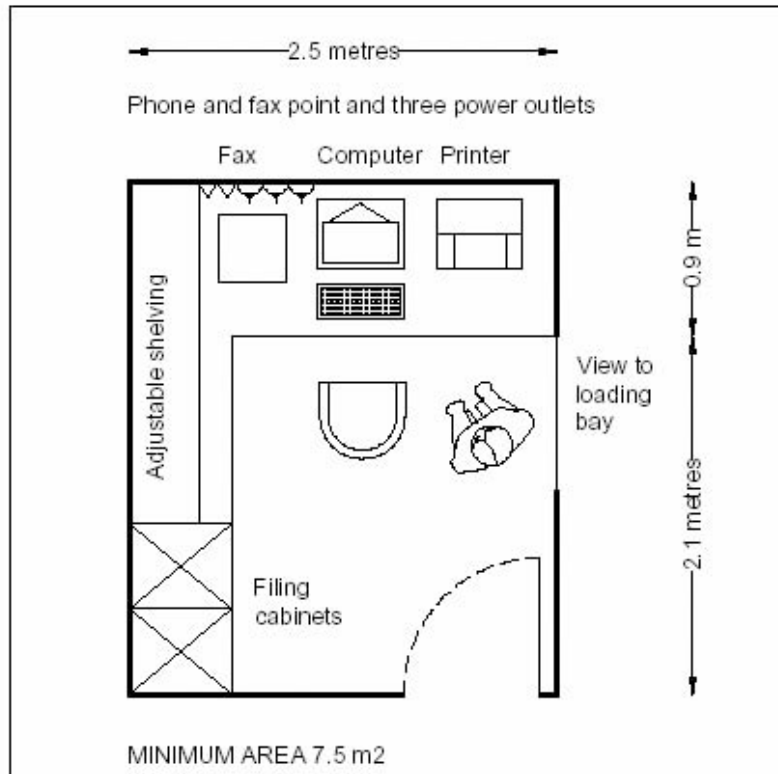 2.5 metres
Phone and fax point and three power outlets
Fax Computer Printer
0.9 m
Adjustable shelving
View to
loading
bay
2.1 metres
Filing
cabinets
MINIMUM AREA 7.5 m2